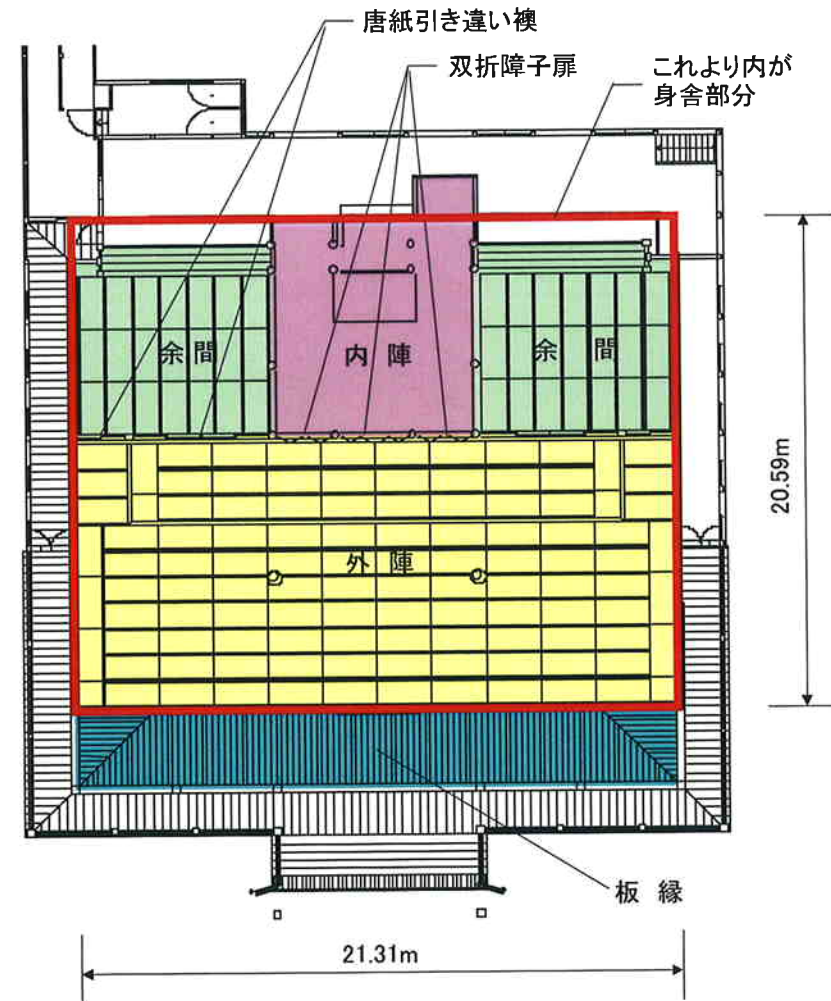 唐紙引き違い襖
双折障子扉
これより内が
身舎部分
余間
内陣
余間
外陣
20.59m
板縁
21.31m